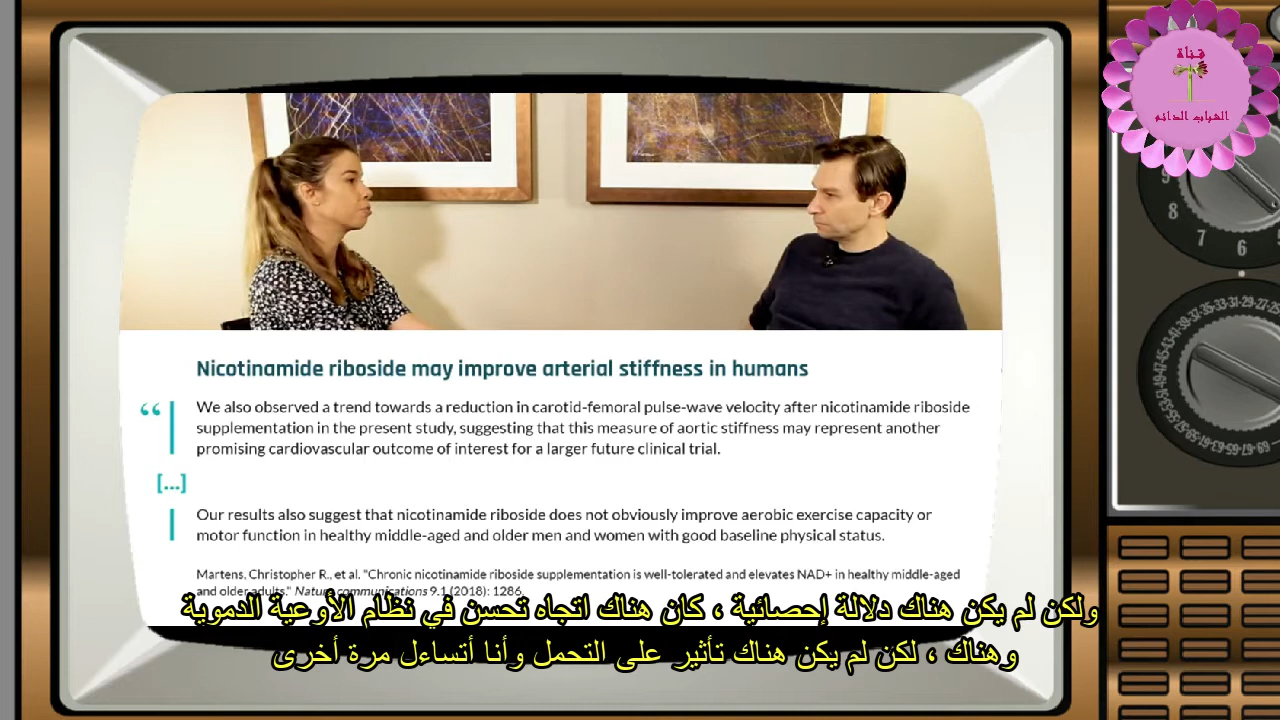 قناة
الشباب الدائم
8
7
6
Nicotinamide riboside may improve arterial stiffness in humans
“ We also observed a trend towards a reduction in carotid-femoral pulse-wave velocity after nicotinamide riboside
supplementation in the present study, suggesting that this measure of aortic stiffness may represent another
promising cardiovascular outcome of interest for a larger future clinical trial.
[...]
Our results also suggest that nicotinamide riboside does not obviously improve aerobic exercise capacity or
motor function in healthy middle-aged and older men and women with good baseline physical status.
Martens, Christopher R., et al. "Chronic nicotinamide riboside supplementation is well-tolerated and elevates NAD+ in healthy middle-aged
and older adults." Nature communications 9.1 (2018): 1286.
ولكن لم يكن هناك دلالة إحصائية ، كان هناك اتجاه تحسن في نظام الأوعية الدموية
وهناك ، لكن لم يكن هناك تأثير على التحمل وأنا أتساءل مرة أخرى